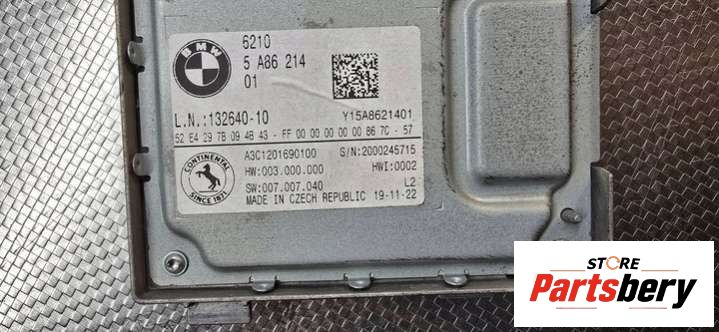 BMW
6210
5 A86 214
01
L.N.:132640-10
Y15A8621401
52 E4 29 7B 09 4B 43 - FF 00 00 00 00 00 86 7C - 57
CONTINENTAL
SINCE 1871
A3C1201690100
S/N:2000245715
HW:003.000.000
HWI:0002
SW:007.007.040
L2
MADE IN CZECH REPUBLIC 19-11-22
STORE
Partsbery